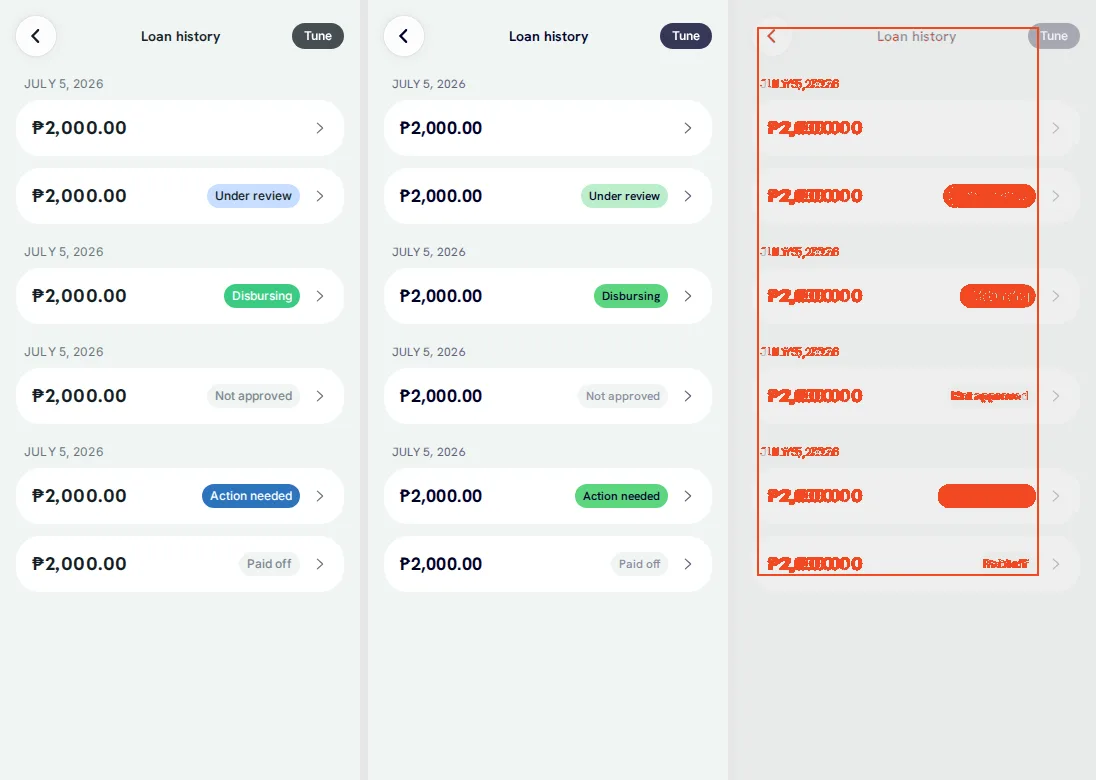 Loan history
Tune
JULY 5, 2026
₱2,000.00
₱2,000.00
Under review
JULY 5, 2026
₱2,000.00
Disbursing
JULY 5, 2026
₱2,000.00
Not approved
JULY 5, 2026
₱2,000.00
Action needed
₱2,000.00
Paid off
Loan history
Tune
JULY 5, 2026
₱2,000.00
₱2,000.00
Under review
JULY 5, 2026
₱2,000.00
Disbursing
JULY 5, 2026
₱2,000.00
Not approved
JULY 5, 2026
₱2,000.00
Action needed
₱2,000.00
Paid off
Loan history
Tune